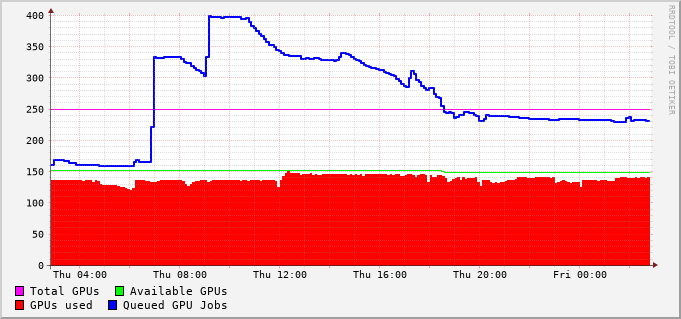 400
350
300
250
200
150
100
50
0
Thu 04:00 Thu 08:00 Thu 12:00 Thu 16:00 Thu 20:00 Fri 00:00
Total GPUs Available GPUs
GPUs used Queued GPU Jobs
RRDTOOL / TOBI OETIKER